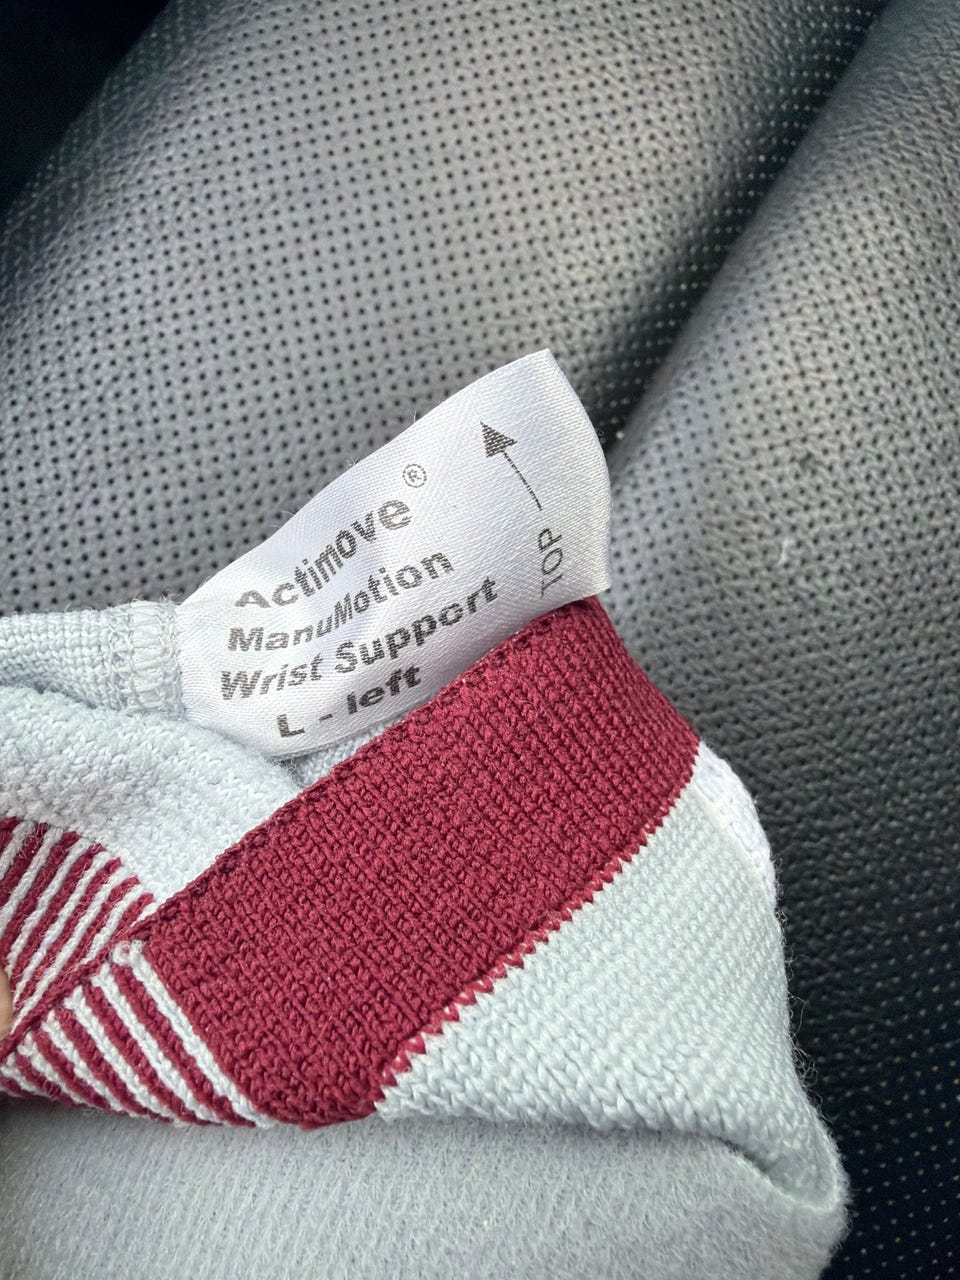 Actimove®
ManuMotion
Wrist Support
L - left
TOP